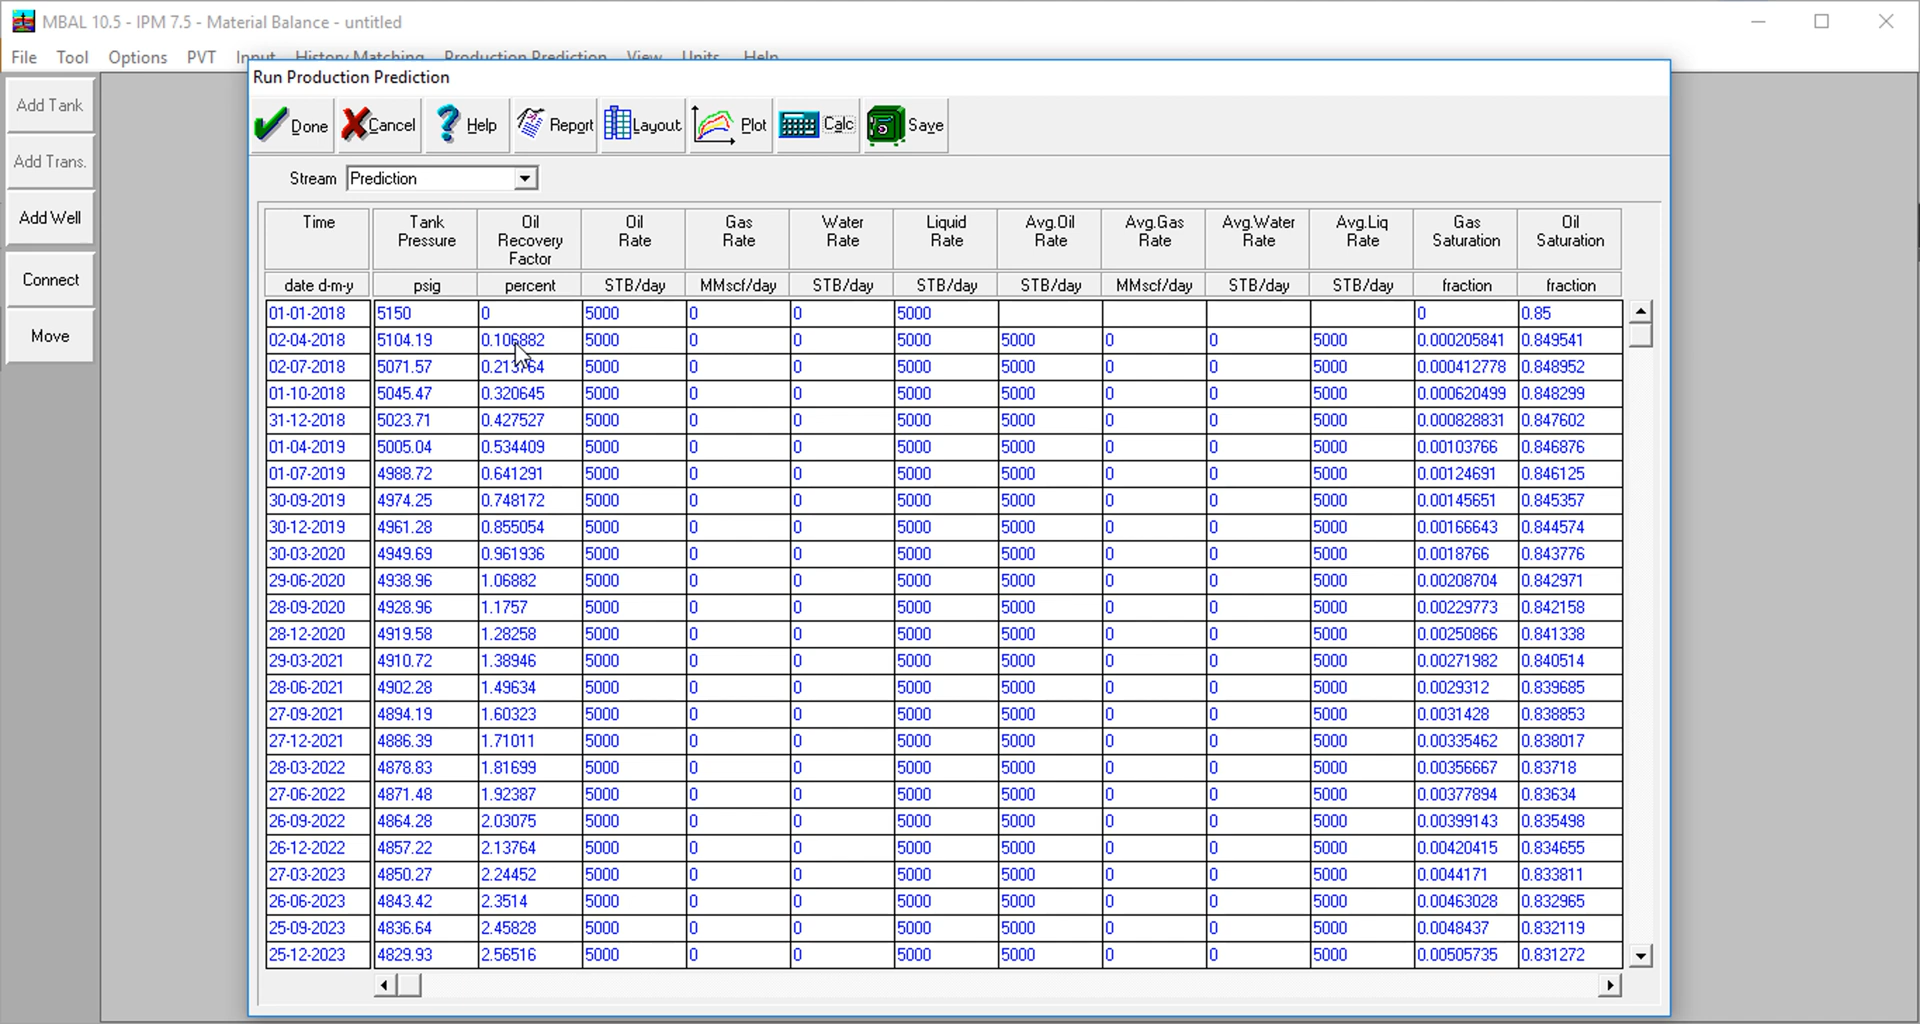 MBAL 10.5 - IPM 7.5 - Material Balance - untitled
File Tool Options PVT Input History Matching Production Prediction View Units Help
Add Tank
Add Trans.
Add Well
Connect
Move
Run Production Prediction
Done Cancel Help Report Layout Plot Calc Save
Stream Prediction
Time Tank Oil Oil Gas Water Liquid Avg.Oil Avg.Gas Avg.Water Avg.Liq Gas Oil
Pressure Recovery Rate Rate Rate Rate Rate Rate Rate Rate Saturation Saturation
Factor
date d-m-y psig percent STB/day MMscf/day STB/day STB/day STB/day MMscf/day STB/day STB/day fraction fraction
01-01-2018 5150 0 5000 0 0 5000 0 0.85
02-04-2018 5104.19 0.106882 5000 0 0 5000 5000 0 0 5000 0.000205841 0.849541
02-07-2018 5071.57 0.213764 5000 0 0 5000 5000 0 0 5000 0.000412778 0.848952
01-10-2018 5045.47 0.320645 5000 0 0 5000 5000 0 0 5000 0.000620499 0.848299
31-12-2018 5023.71 0.427527 5000 0 0 5000 5000 0 0 5000 0.000828831 0.847602
01-04-2019 5005.04 0.534409 5000 0 0 5000 5000 0 0 5000 0.00103766 0.846876
01-07-2019 4988.72 0.641291 5000 0 0 5000 5000 0 0 5000 0.00124691 0.846125
30-09-2019 4974.25 0.748172 5000 0 0 5000 5000 0 0 5000 0.00145651 0.845357
30-12-2019 4961.28 0.855054 5000 0 0 5000 5000 0 0 5000 0.00166643 0.844574
30-03-2020 4949.69 0.961936 5000 0 0 5000 5000 0 0 5000 0.0018766 0.843776
29-06-2020 4938.96 1.06882 5000 0 0 5000 5000 0 0 5000 0.00208704 0.842971
28-09-2020 4928.96 1.1757 5000 0 0 5000 5000 0 0 5000 0.00229773 0.842158
28-12-2020 4919.58 1.28258 5000 0 0 5000 5000 0 0 5000 0.00250866 0.841338
29-03-2021 4910.72 1.38946 5000 0 0 5000 5000 0 0 5000 0.00271982 0.840514
28-06-2021 4902.28 1.49634 5000 0 0 5000 5000 0 0 5000 0.0029312 0.839685
27-09-2021 4894.19 1.60323 5000 0 0 5000 5000 0 0 5000 0.0031428 0.838853
27-12-2021 4886.39 1.71011 5000 0 0 5000 5000 0 0 5000 0.00335462 0.838017
28-03-2022 4878.83 1.81699 5000 0 0 5000 5000 0 0 5000 0.00356667 0.83718
27-06-2022 4871.48 1.92387 5000 0 0 5000 5000 0 0 5000 0.00377894 0.83634
26-09-2022 4864.28 2.03075 5000 0 0 5000 5000 0 0 5000 0.00399143 0.835498
26-12-2022 4857.22 2.13764 5000 0 0 5000 5000 0 0 5000 0.00420415 0.834655
27-03-2023 4850.27 2.24452 5000 0 0 5000 5000 0 0 5000 0.0044171 0.833811
26-06-2023 4843.42 2.3514 5000 0 0 5000 5000 0 0 5000 0.00463028 0.832965
25-09-2023 4836.64 2.45828 5000 0 0 5000 5000 0 0 5000 0.0048437 0.832119
25-12-2023 4829.93 2.56516 5000 0 0 5000 5000 0 0 5000 0.00505735 0.831272